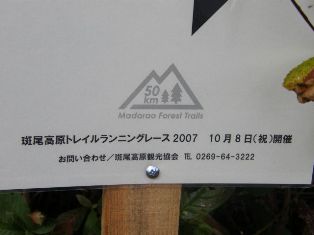 50
km
Madarao Forest Trails
斑尾高原トレイルランニングレース2007 10月8日(祝)開催
お問い合わせ/斑尾高原観光協会 TEL 0269-64-3222